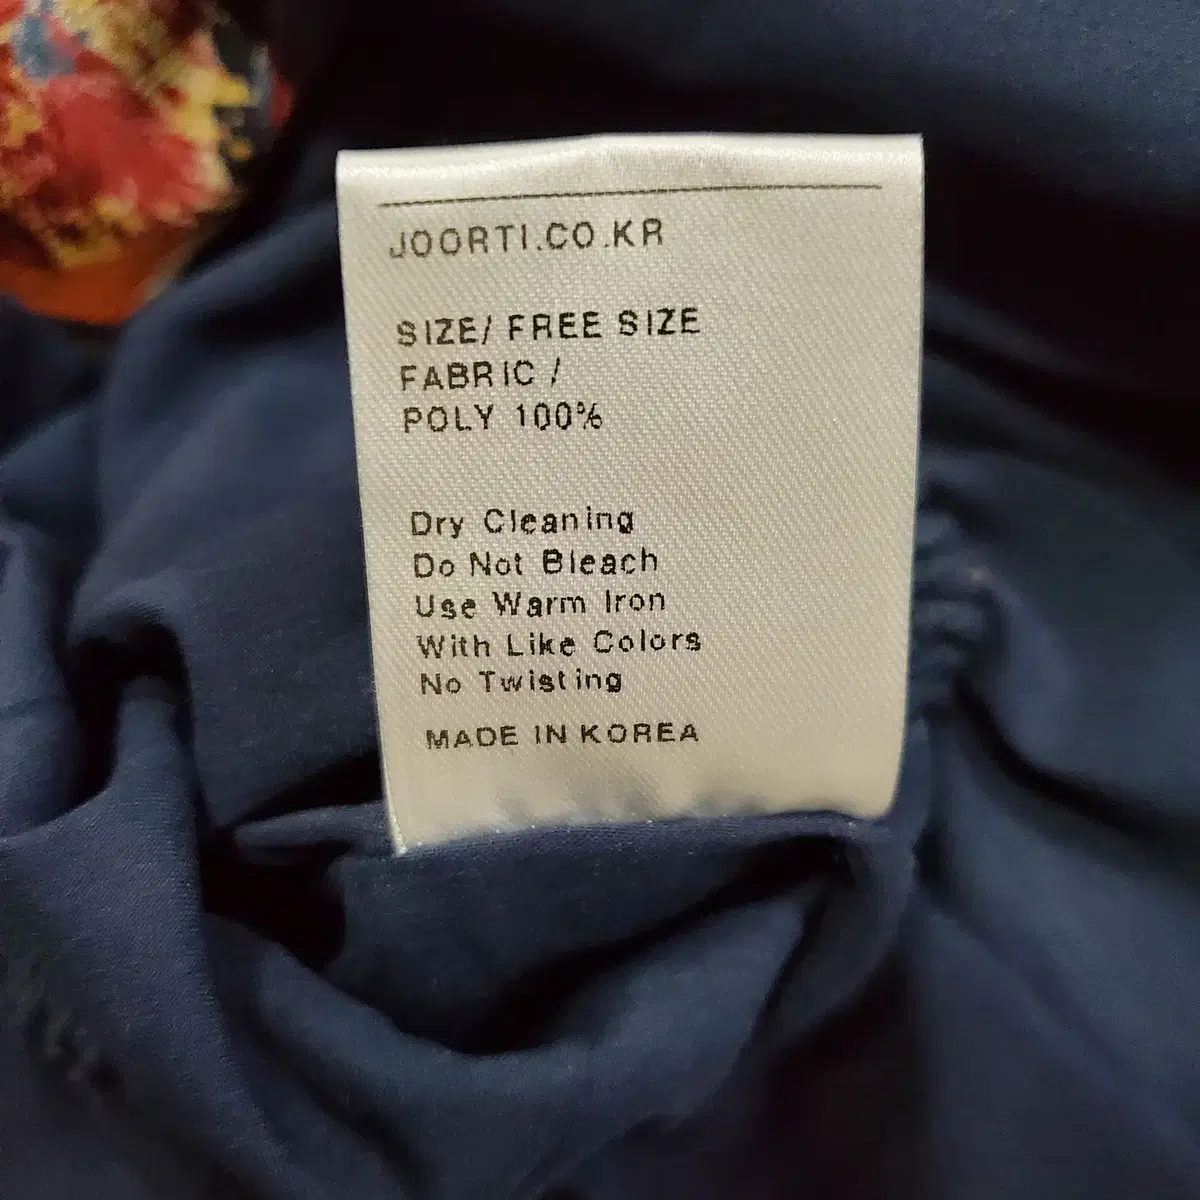 JOORTI.CO.KR
SIZE/ FREE SIZE
FABRIC /
POLY 100%
Dry Cleaning
Do Not Bleach
Use Warm Iron
With Like Colors
No Twisting
MADE IN KOREA